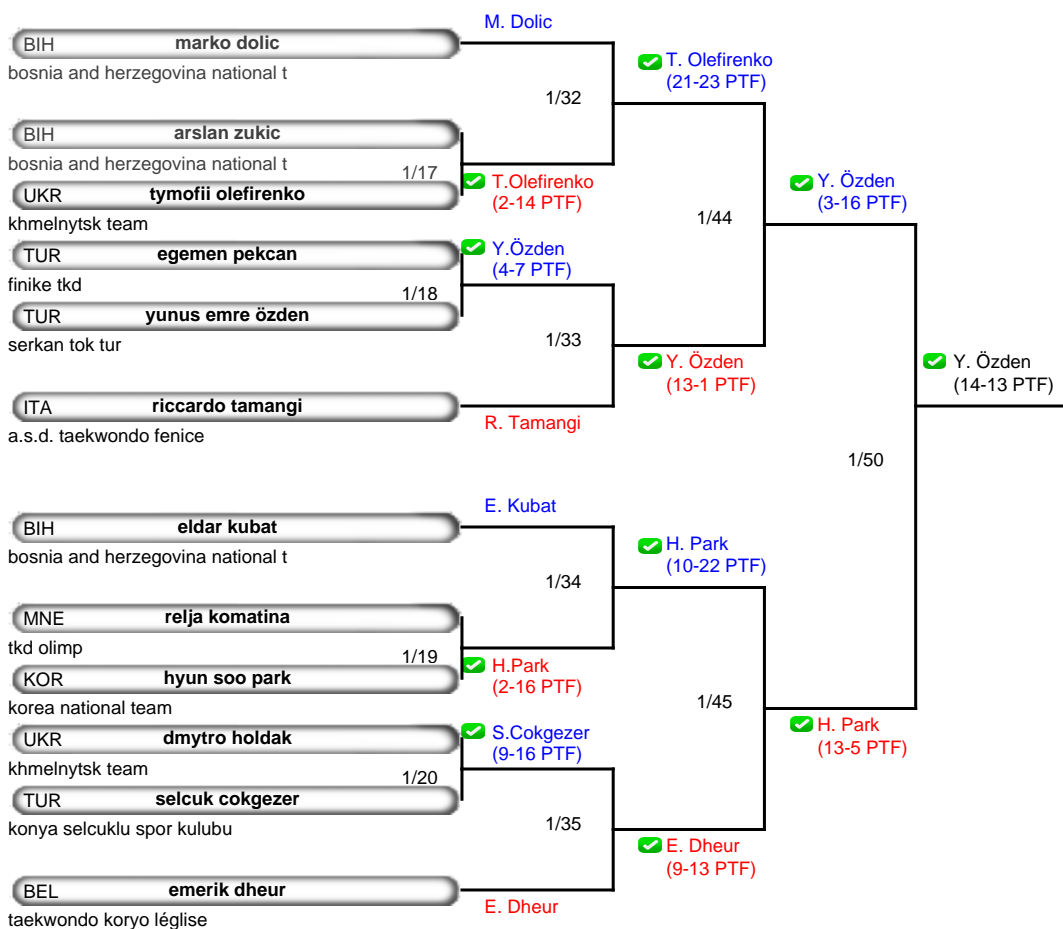 M. Dolic
BIH marko dolic
bosnia and herzegovina national t
T. Olefirenko
(21-23 PTF)
1/32
BIH arslan zukic
bosnia and herzegovina national t
1/17
T.Olefirenko
(2-14 PTF)
UKR tymofii olefirenko
khmelnytsk team
Y. Özden
(3-16 PTF)
1/44
TUR egemen pekcan
finike tkd
Y.Özden
(4-7 PTF)
1/18
TUR yunus emre özden
serkan tok tur
1/33
Y. Özden
(13-1 PTF)
Y. Özden
(14-13 PTF)
ITA riccardo tamangi
a.s.d. taekwondo fenice
R. Tamangi
1/50
E. Kubat
BIH eldar kubat
bosnia and herzegovina national t
H. Park
(10-22 PTF)
1/34
MNE relja komatina
tkd olimp
1/19
H.Park
(2-16 PTF)
KOR hyun soo park
korea national team
1/45
H. Park
(13-5 PTF)
UKR dmytro holdak
khmelnytsk team
S.Cokgezer
(9-16 PTF)
1/20
TUR selcuk cokgezer
konya selcuklu spor kulubu
1/35
E. Dheur
(9-13 PTF)
BEL emerik dheur
taekwondo koryo léglise
E. Dheur